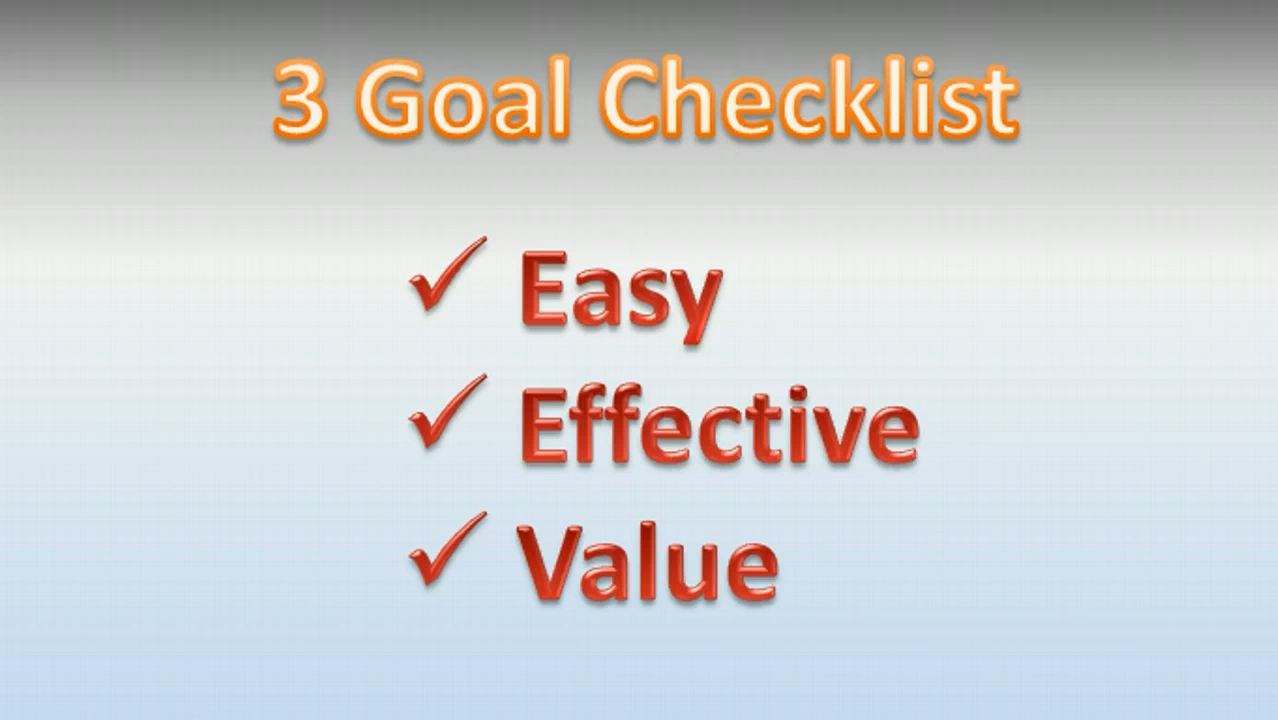 3 Goal Checklist
✓ Easy
✓ Effective
✓ Value